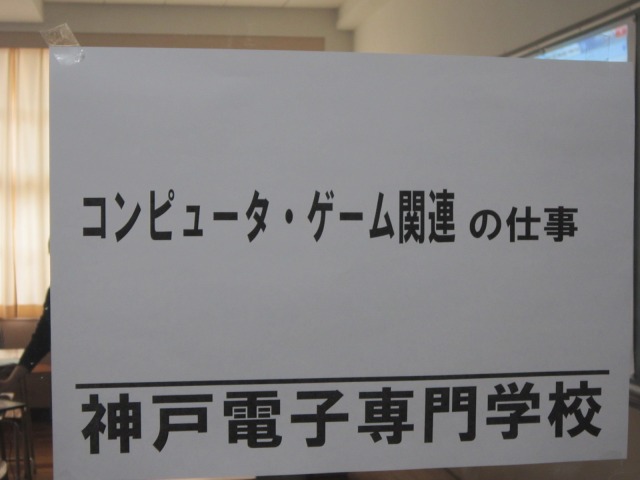 コンピュータ・ゲーム関連 の仕事
神戸電子専門学校